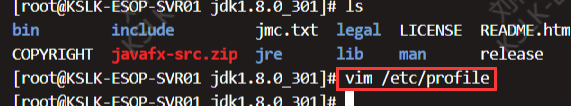 [root@KSLK-ESOP-SVR01 jdk1.8.0_301]# ls
bin include jmc.txt legal LICENSE README.htm
COPYRIGHT javafx-src.zip jre lib man release
[root@KSLK-ESOP-SVR01 jdk1.8.0_301]# vim /etc/profile
[root@KSLK-ESOP-SVR01 jdk1.8.0_301]#